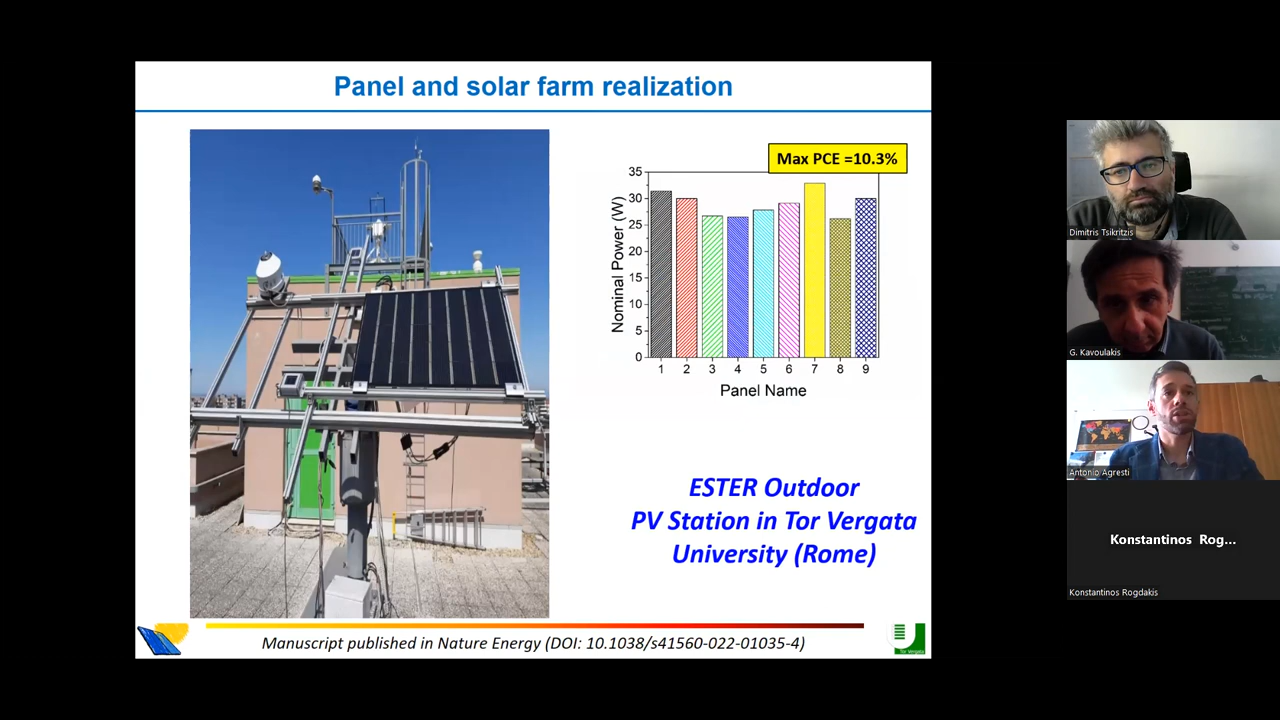 Panel and solar farm realization
Max PCE =10.3%
35
30
25
20
15
10
5
0
Nominal Power (W)
1 2 3 4 5 6 7 8 9
Panel Name
ESTER Outdoor
PV Station in Tor Vergata
University (Rome)
Manuscript published in Nature Energy (DOI: 10.1038/s41560-022-01035-4)
Tor Vergata
Dimitris Tsikritzis
G. Kavoulakis
Antonio Agresti
Konstantinos Rog...
Konstantinos Rogdakis